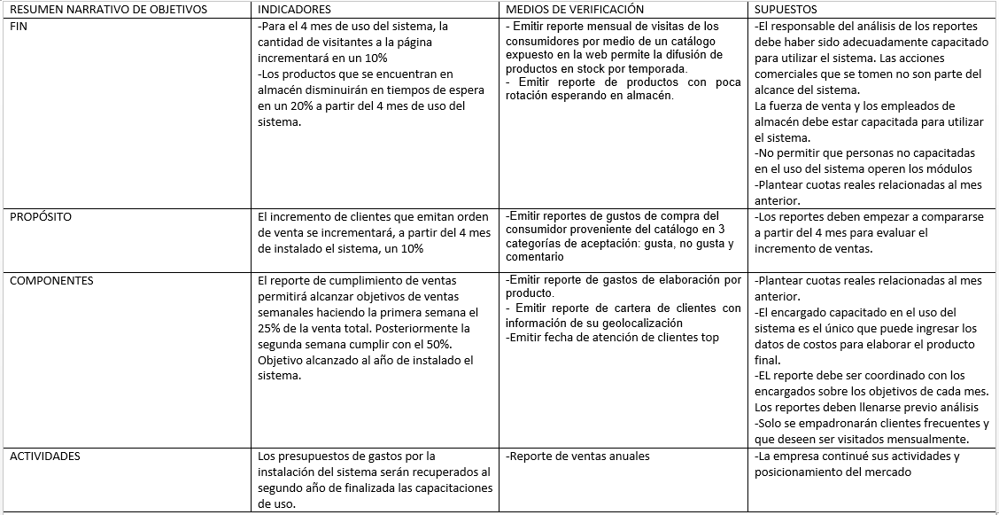 RESUMEN NARRATIVO DE OBJETIVOS
INDICADORES
MEDIOS DE VERIFICACIÓN
SUPUESTOS
FIN
-Para el 4 mes de uso del sistema, la
cantidad de visitantes a la página
incrementará en un 10%
-Los productos que se encuentran en
almacén disminuirán en tiempos de espera
en un 20% a partir del 4 mes de uso del
sistema.
- Emitir reporte mensual de visitas de los
consumidores por medio de un catálogo
expuesto en la web permite la difusión de
productos en stock por temporada.
- Emitir reporte de productos con poca
rotación esperando en almacén.
-El responsable del análisis de los reportes
debe haber sido adecuadamente capacitado
para utilizar el sistema. Las acciones
comerciales que se tomen no son parte del
alcance del sistema.
La fuerza de venta y los empleados de
almacén debe estar capacitada para utilizar
el sistema.
-No permitir que personas no capacitadas
en el uso del sistema operen los módulos
-Plantear cuotas reales relacionadas al mes
anterior.
PROPÓSITO
El incremento de clientes que emitan orden
de venta se incrementará, a partir del 4 mes
de instalado el sistema, un 10%
-Emitir reportes de gustos de compra del
consumidor proveniente del catálogo en 3
categorías de aceptación: gusta, no gusta y
comentario
-Los reportes deben empezar a compararse
a partir del 4 mes para evaluar el
incremento de ventas.
COMPONENTES
El reporte de cumplimiento de ventas
permitirá alcanzar objetivos de ventas
semanales haciendo la primera semana el
25% de la venta total. Posteriormente la
segunda semana cumplir con el 50%.
Objetivo alcanzado al año de instalado el
sistema.
-Emitir reporte de gastos de elaboración por
producto.
- Emitir reporte de cartera de clientes con
información de su geolocalización
-Emitir fecha de atención de clientes top
-Plantear cuotas reales relacionadas al mes
anterior.
-El encargado capacitado en el uso del
sistema es el único que puede ingresar los
datos de costos para elaborar el producto
final.
-EL reporte debe ser coordinado con los
encargados sobre los objetivos de cada mes.
Los reportes deben llenarse previo análisis
-Solo se empadronarán clientes frecuentes y
que deseen ser visitados mensualmente.
ACTIVIDADES
Los presupuestos de gastos por la
instalación del sistema serán recuperados al
segundo año de finalizada las capacitaciones
de uso.
-Reporte de ventas anuales
-La empresa continué sus actividades y
posicionamiento del mercado